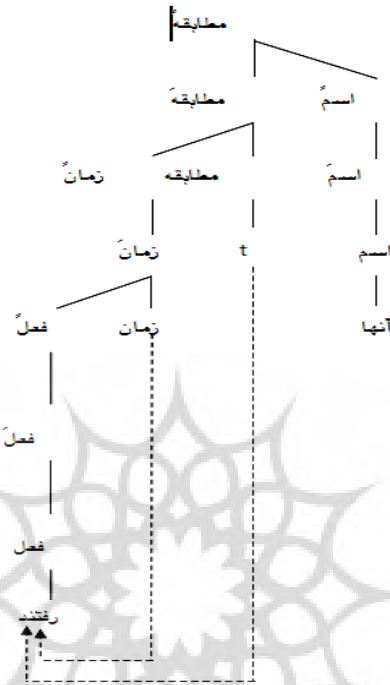 مطابقهً
اسمً مطابقهَ
اسمَ مطابقه زمانً
اسم t زمانَ
آنها زمان فعلً
فعلَ
فعل
رفتند